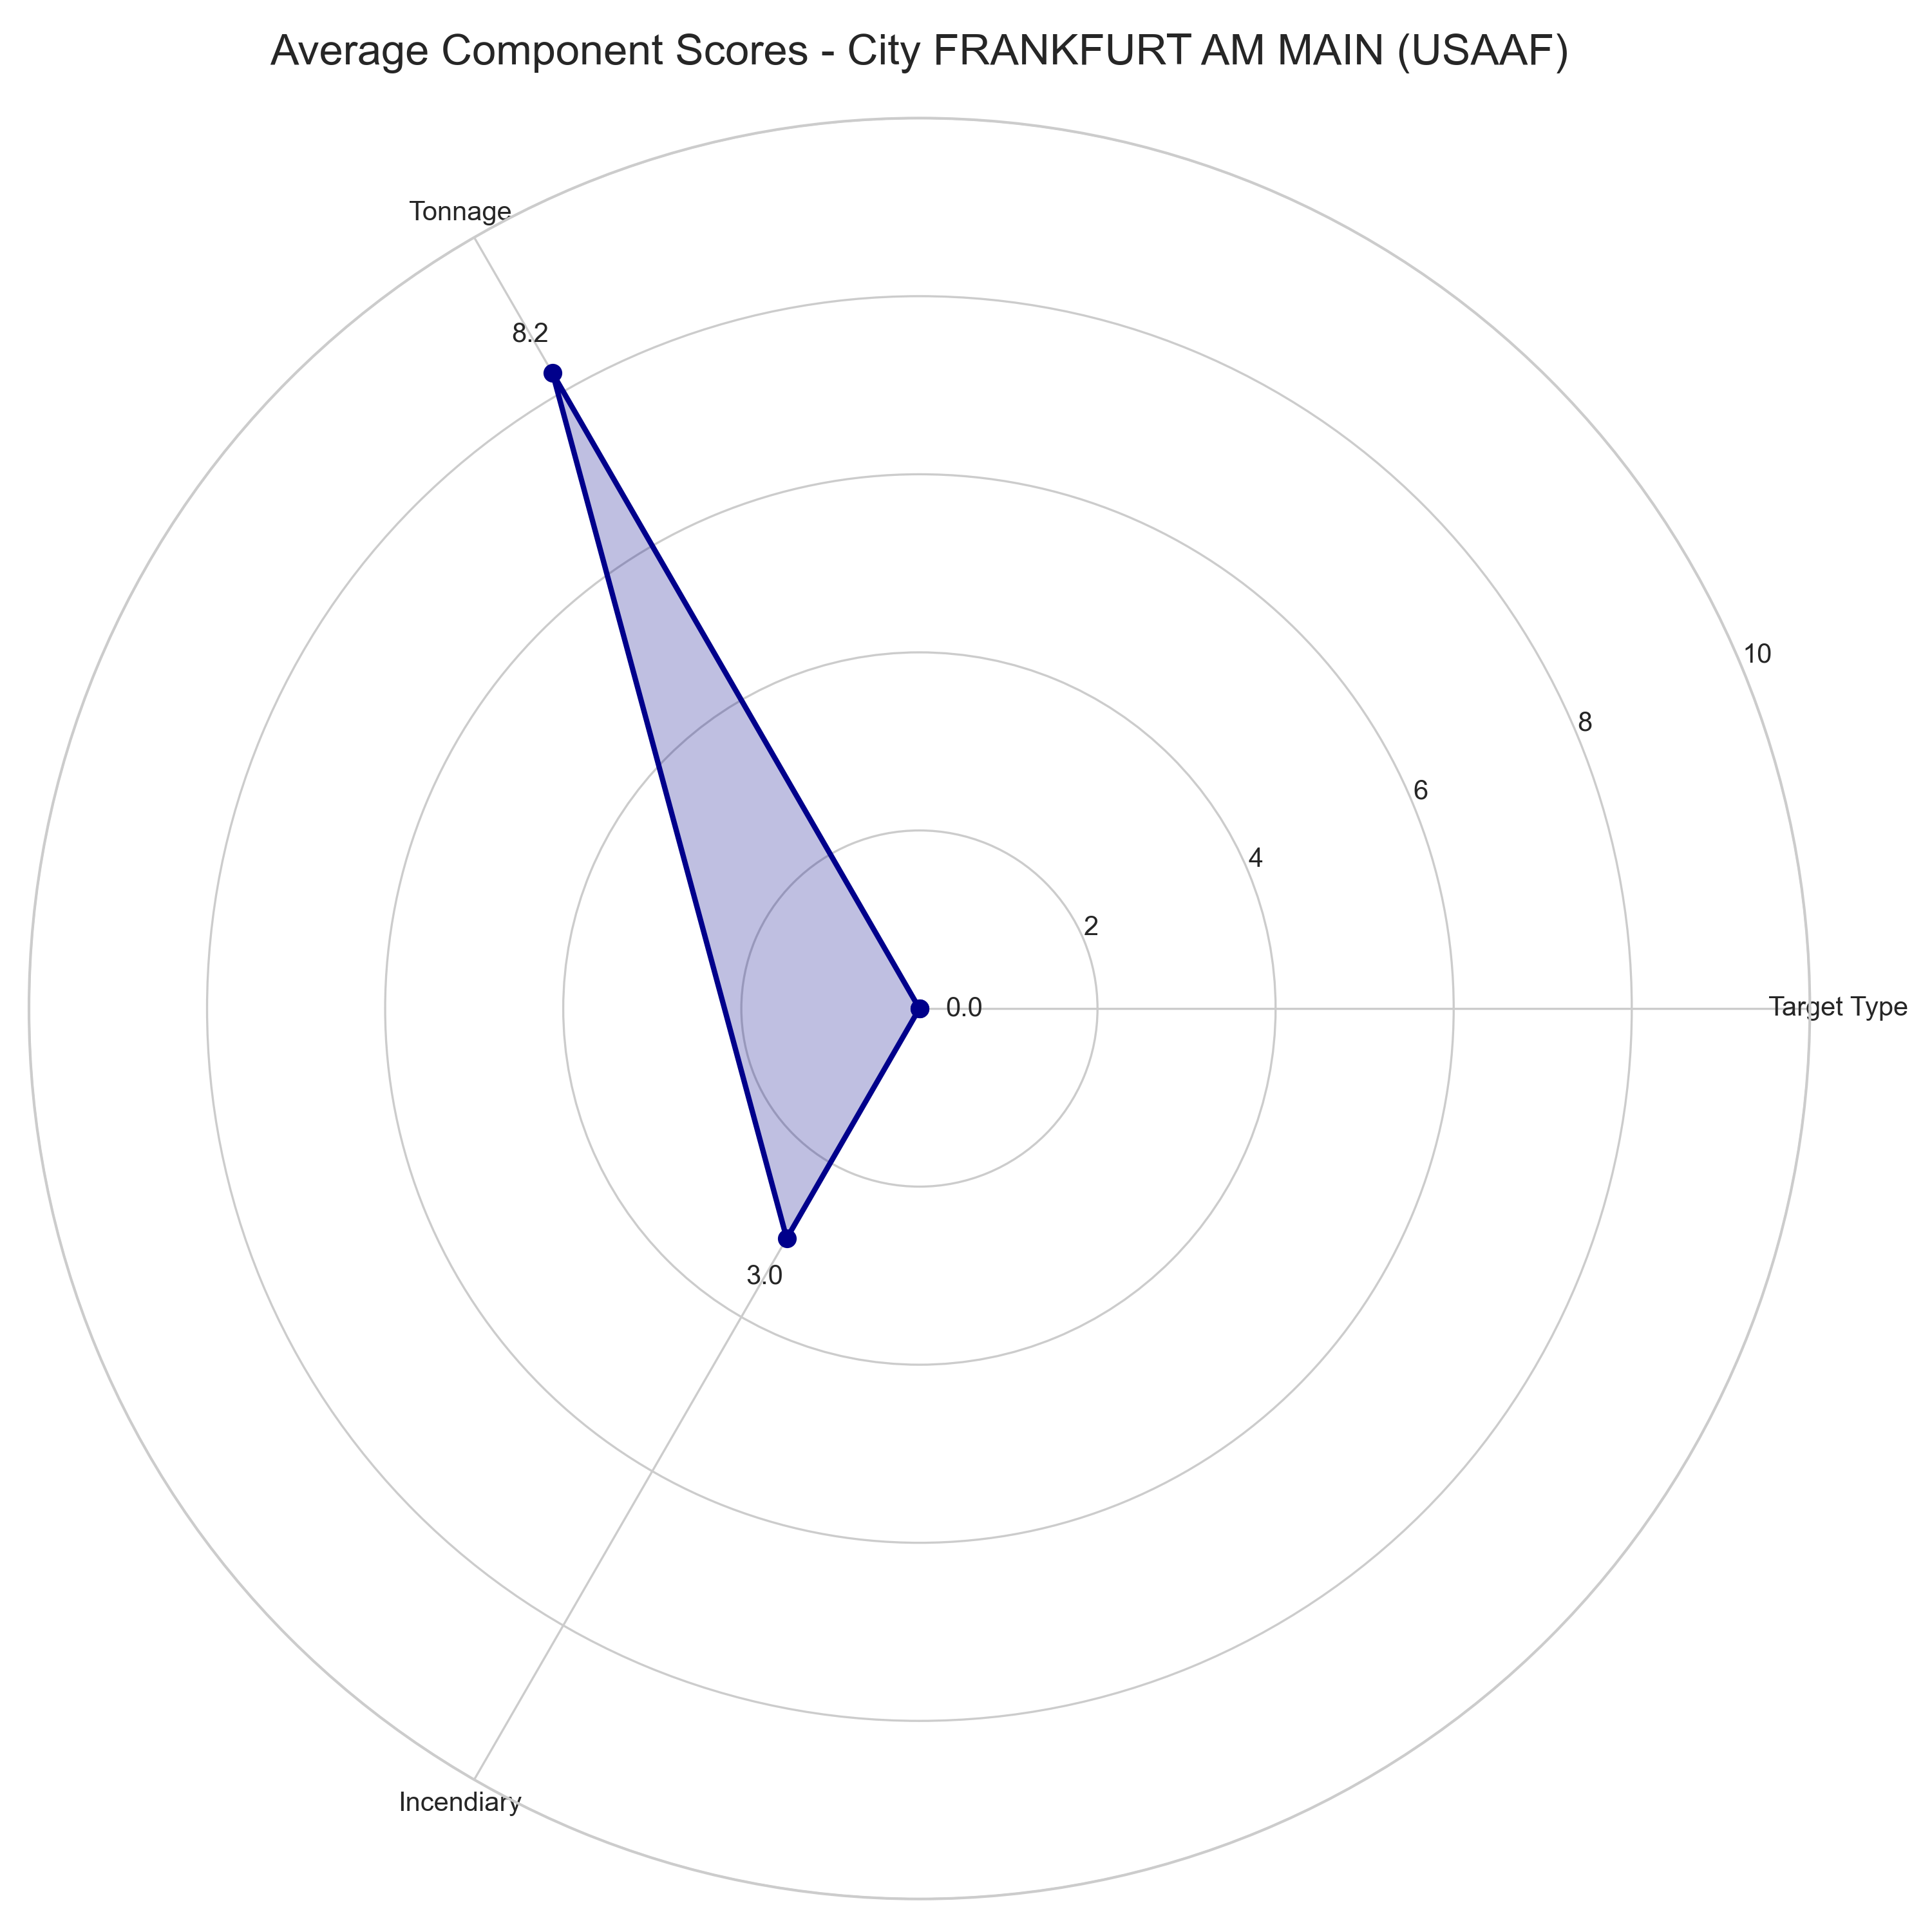 Average Component Scores - City FRANKFURT AM MAIN (USAAF)
Tonnage
8.2
10
8
6
4
2
0.0
Target Type
3.0
Incendiary